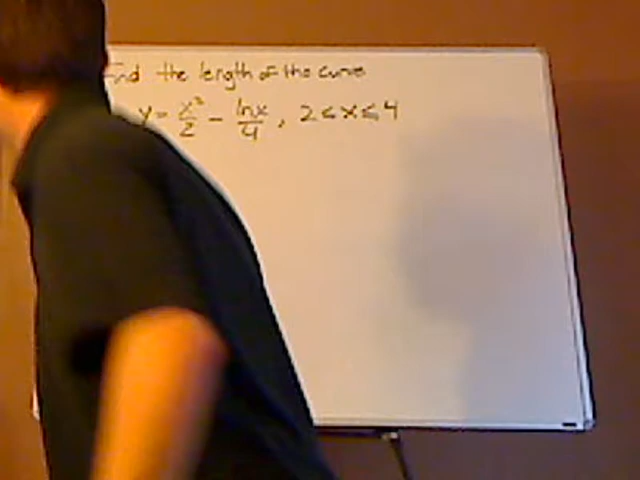 Find the length of the curve
y = x²/2 - lnx/4 , 2 ≤ x ≤ 4